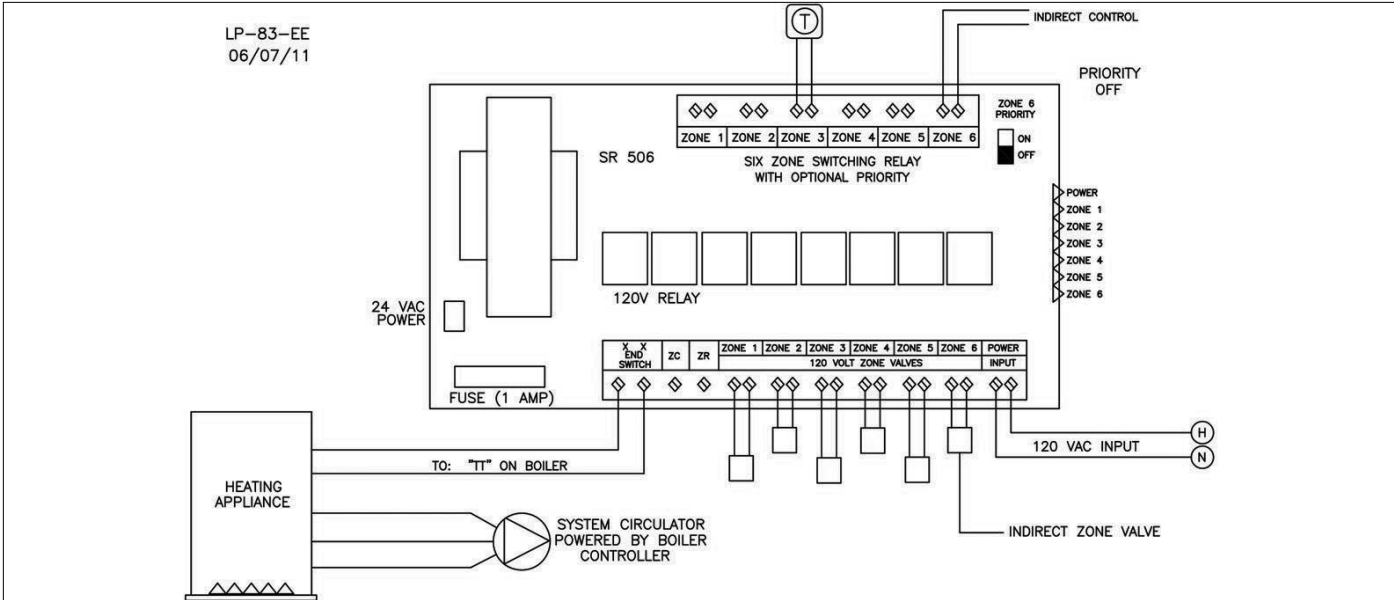 LP-83-EE
06/07/11
T
INDIRECT CONTROL
PRIORITY
OFF
ZONE 6
PRIORITY
ON
OFF
ZONE 1 ZONE 2 ZONE 3 ZONE 4 ZONE 5 ZONE 6
SR 506
SIX ZONE SWITCHING RELAY
WITH OPTIONAL PRIORITY
POWER
ZONE 1
ZONE 2
ZONE 3
ZONE 4
ZONE 5
ZONE 6
120V RELAY
24 VAC
POWER
X X
END
SWITCH
ZC ZR
ZONE 1 ZONE 2 ZONE 3 ZONE 4 ZONE 5 ZONE 6 POWER
120 VOLT ZONE VALVES INPUT
FUSE (1 AMP)
H
120 VAC INPUT
N
TO: "TT" ON BOILER
HEATING
APPLIANCE
SYSTEM CIRCULATOR
POWERED BY BOILER
CONTROLLER
INDIRECT ZONE VALVE